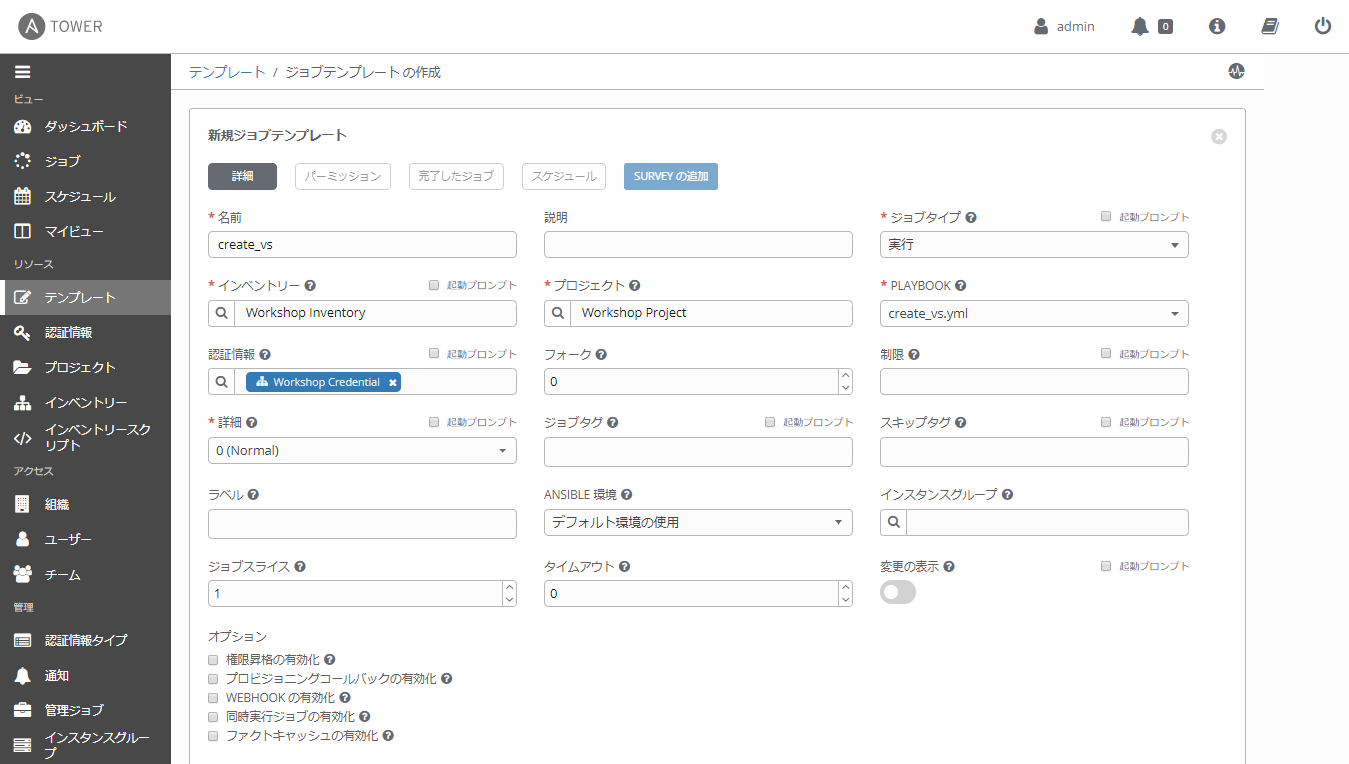 TOWER
admin
0
ビュー
ダッシュボード
ジョブ
スケジュール
マイビュー
リソース
テンプレート
認証情報
プロジェクト
インベントリー
インベントリースク
リプト
アクセス
組織
ユーザー
チーム
管理
認証情報タイプ
通知
管理ジョブ
インスタンスグルー
プ
テンプレート / ジョブテンプレート の作成
新規ジョブテンプレート
詳細 パーミッション 完了したジョブ スケジュール SURVEY の追加
* 名前 説明 * ジョブタイプ 起動プロンプト
create_vs 実行
* インベントリー 起動プロンプト * プロジェクト * PLAYBOOK
Workshop Inventory Workshop Project create_vs.yml
認証情報 起動プロンプト フォーク 制限 起動プロンプト
Workshop Credential 0
* 詳細 起動プロンプト ジョブタグ 起動プロンプト スキップタグ 起動プロンプト
0 (Normal)
ラベル ANSIBLE 環境 インスタンスグループ
デフォルト環境の使用
ジョブスライス タイムアウト 変更の表示 起動プロンプト
1 0
オプション
権限昇格の有効化
プロビジョニングコールバックの有効化
WEBHOOK の有効化
同時実行ジョブの有効化
ファクトキャッシュの有効化